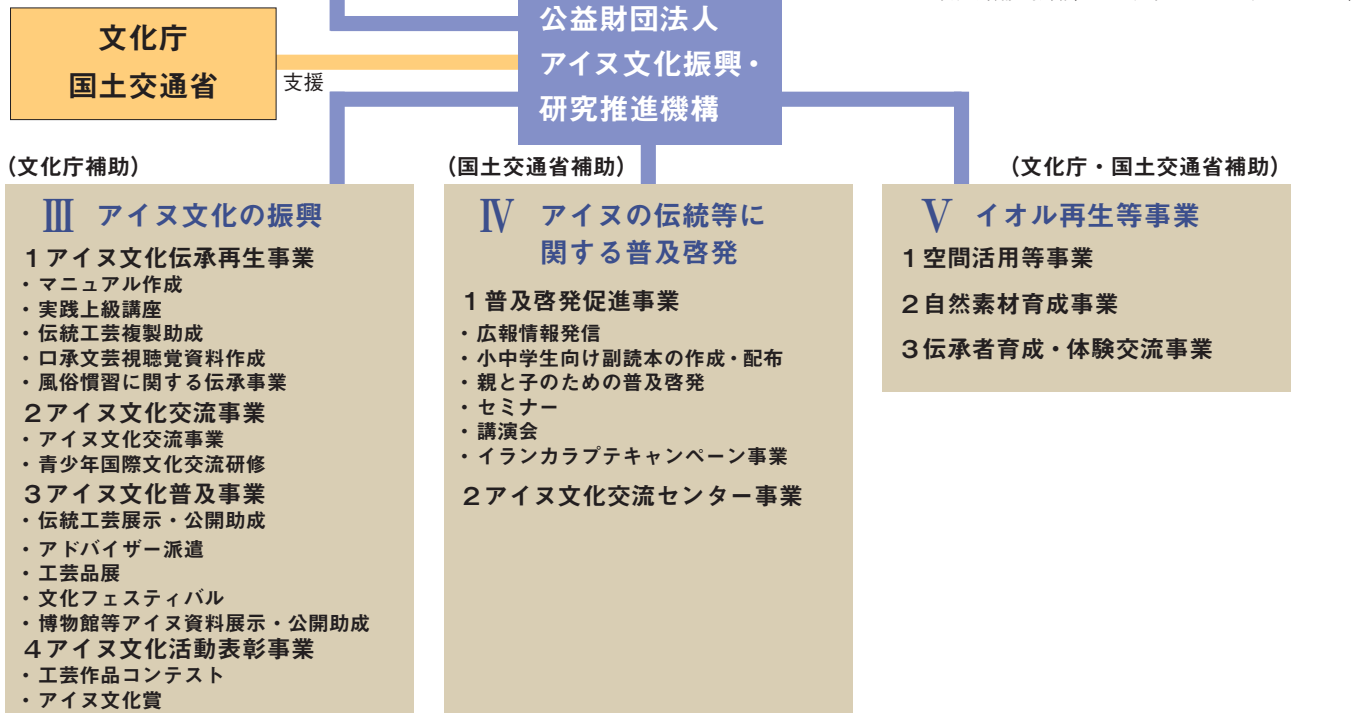 文化庁
国土交通省
支援
公益財団法人
アイヌ文化振興・
研究推進機構
(文化庁補助)
Ⅲ アイヌ文化の振興
1アイヌ文化伝承再生事業
・マニュアル作成
・実践上級講座
・伝統工芸複製助成
・口承文芸視聴覚資料作成
・風俗慣習に関する伝承事業
2アイヌ文化交流事業
・アイヌ文化交流事業
・青少年国際文化交流研修
3アイヌ文化普及事業
・伝統工芸展示・公開助成
・アドバイザー派遣
・工芸品展
・文化フェスティバル
・博物館等アイヌ資料展示・公開助成
4アイヌ文化活動表彰事業
・工芸作品コンテスト
・アイヌ文化賞
(国土交通省補助)
Ⅳ アイヌの伝統等に
関する普及啓発
1普及啓発促進事業
・広報情報発信
・小中学生向け副読本の作成・配布
・親と子のための普及啓発
・セミナー
・講演会
・イランカラプテキャンペーン事業
2アイヌ文化交流センター事業
(文化庁・国土交通省補助)
Ⅴ イオル再生等事業
1空間活用等事業
2自然素材育成事業
3伝承者育成・体験交流事業